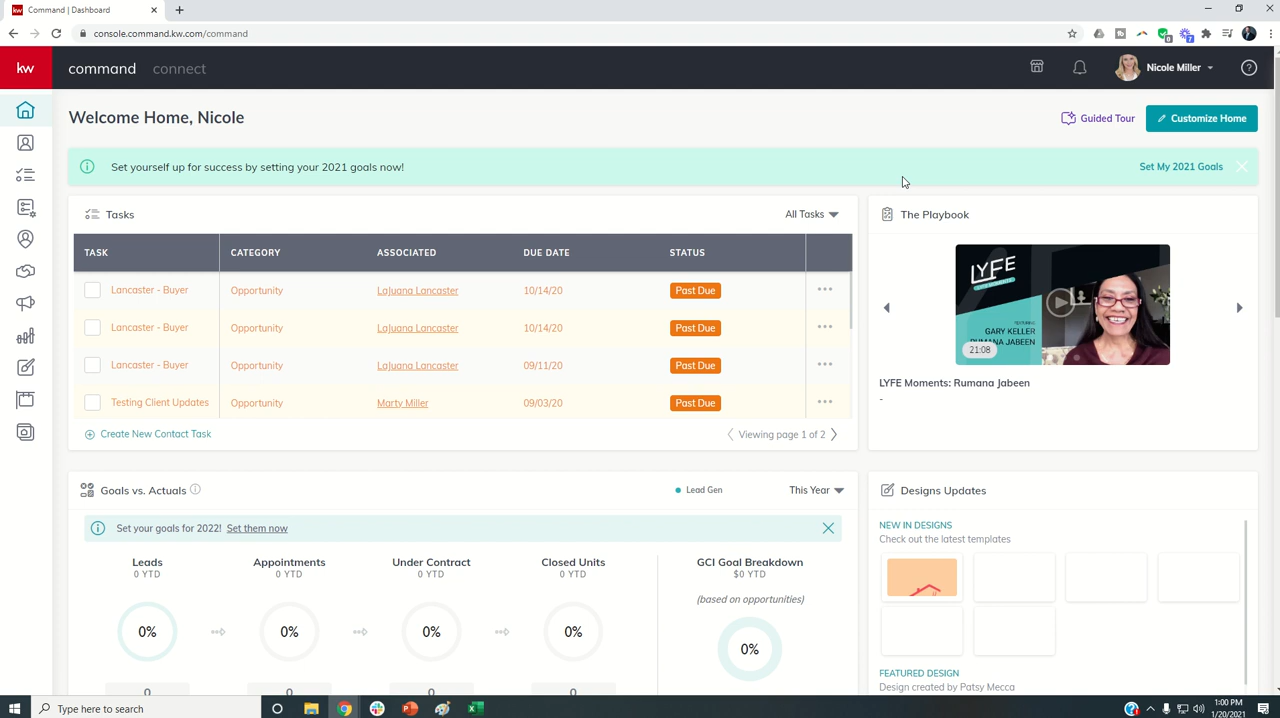 Command | Dashboard
console.command.kw.com/command
kw
command
connect
Nicole Miller
Welcome Home, Nicole
Guided Tour
Customize Home
Set yourself up for success by setting your 2021 goals now!
Set My 2021 Goals
Tasks
All Tasks
TASK CATEGORY ASSOCIATED DUE DATE STATUS
Lancaster - Buyer Opportunity LaJuana Lancaster 10/14/20 Past Due
Lancaster - Buyer Opportunity LaJuana Lancaster 10/14/20 Past Due
Lancaster - Buyer Opportunity LaJuana Lancaster 09/11/20 Past Due
Testing Client Updates Opportunity Marty Miller 09/03/20 Past Due
Create New Contact Task
Viewing page 1 of 2
The Playbook
LYFE
LYFE MOMENTS
FEATURING
GARY KELLER
RUMANA JABEEN
21:08
LYFE Moments: Rumana Jabeen
-
Goals vs. Actuals
Lead Gen
This Year
Set your goals for 2022! Set them now
Leads
0 YTD
Appointments
0 YTD
Under Contract
0 YTD
Closed Units
0 YTD
GCI Goal Breakdown
$0 YTD
(based on opportunities)
0%
0%
0%
0%
0%
0
0
0
0
Designs Updates
NEW IN DESIGNS
Check out the latest templates
FEATURED DESIGN
Design created by Patsy Mecca
Type here to search
1:00 PM
1/20/2021